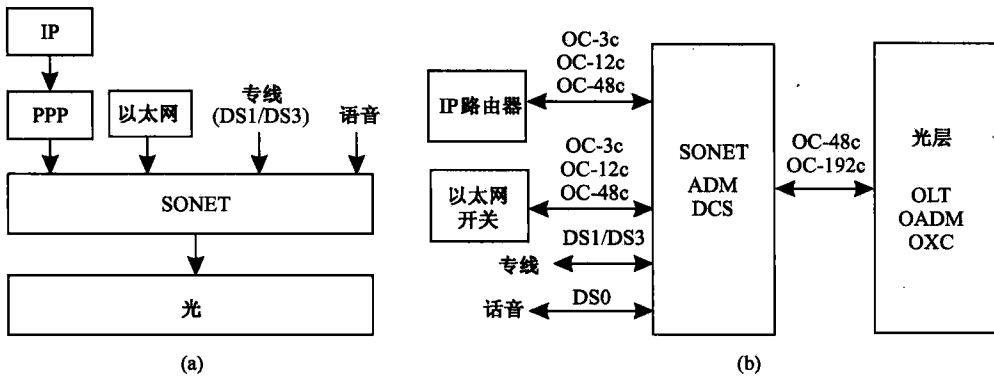 IP
PPP
以太网
专线
(DS1/DS3)
语音
SONET
光
(a)
OC-3c
OC-12c
OC-48c
IP路由器
OC-3c
OC-12c
OC-48c
以太网
开关
DS1/DS3
专线
话音
DS0
SONET
ADM
DCS
OC-48c
OC-192c
光层
OLT
OADM
OXC
(b)